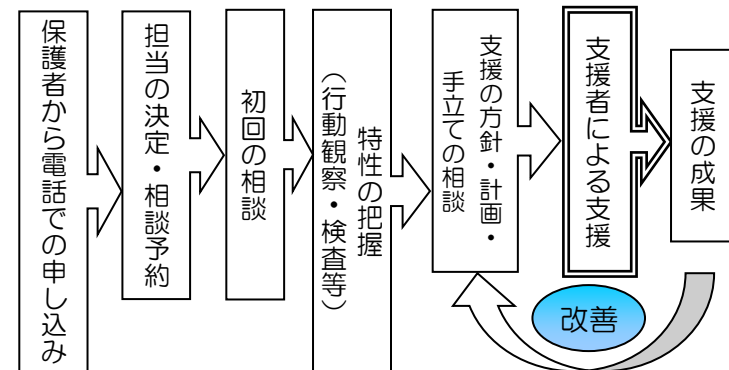 保護者から電話での申し込み
担当の決定・相談予約
初回の相談
特性の把握
（行動観察・検査等）
支援の方針・計画・
手立ての相談
支援者による支援
支援の成果
改善